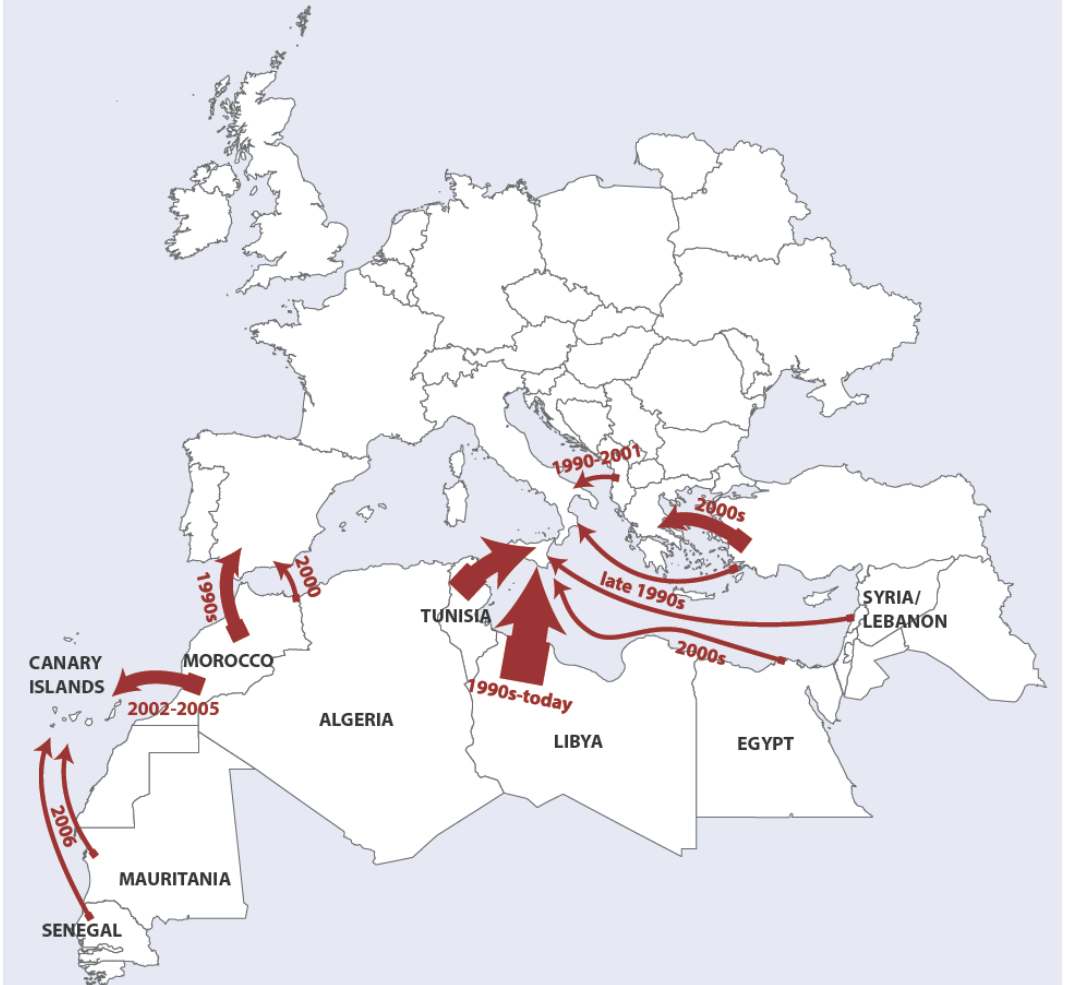 1990-2001
2000s
1990s
2000
late 1990s
TUNISIA
SYRIA/
LEBANON
2000s
CANARY
ISLANDS
MOROCCO
1990s-today
2002-2005
ALGERIA
LIBYA
EGYPT
2006
MAURITANIA
SENEGAL